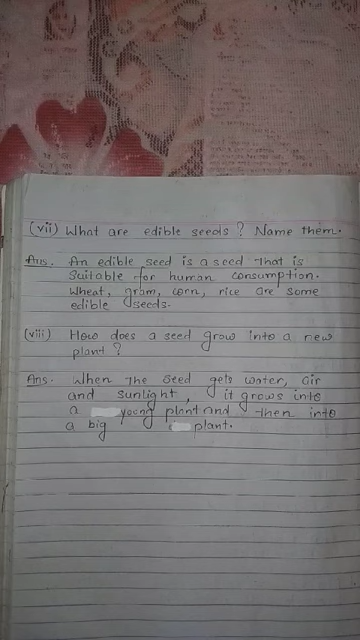 (vii) What are edible seeds? Name them.
Ans. An edible seed is a seed that is
suitable for human consumption.
Wheat, gram, corn, rice are some
edible seeds.
(viii) How does a seed grow into a new
plant?
Ans. When the seed gets water, air
and sunlight, it grows into
a young plant and then into
a big plant.